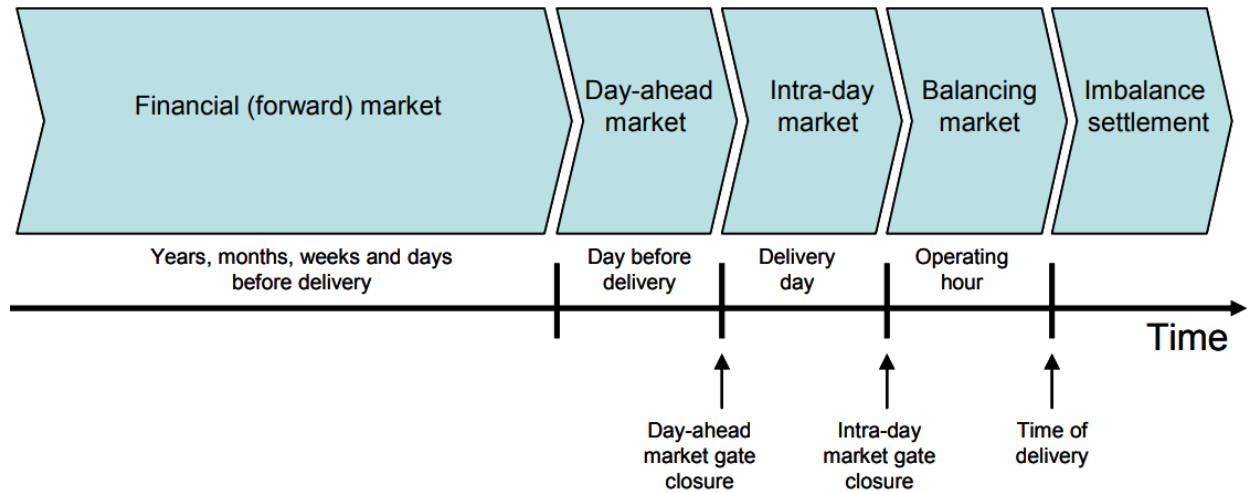 Financial (forward) market
Day-ahead
market
Intra-day
market
Balancing
market
Imbalance
settlement
Years, months, weeks and days
before delivery
Day before
delivery
Delivery
day
Operating
hour
Time
Day-ahead
market gate
closure
Intra-day
market gate
closure
Time of
delivery